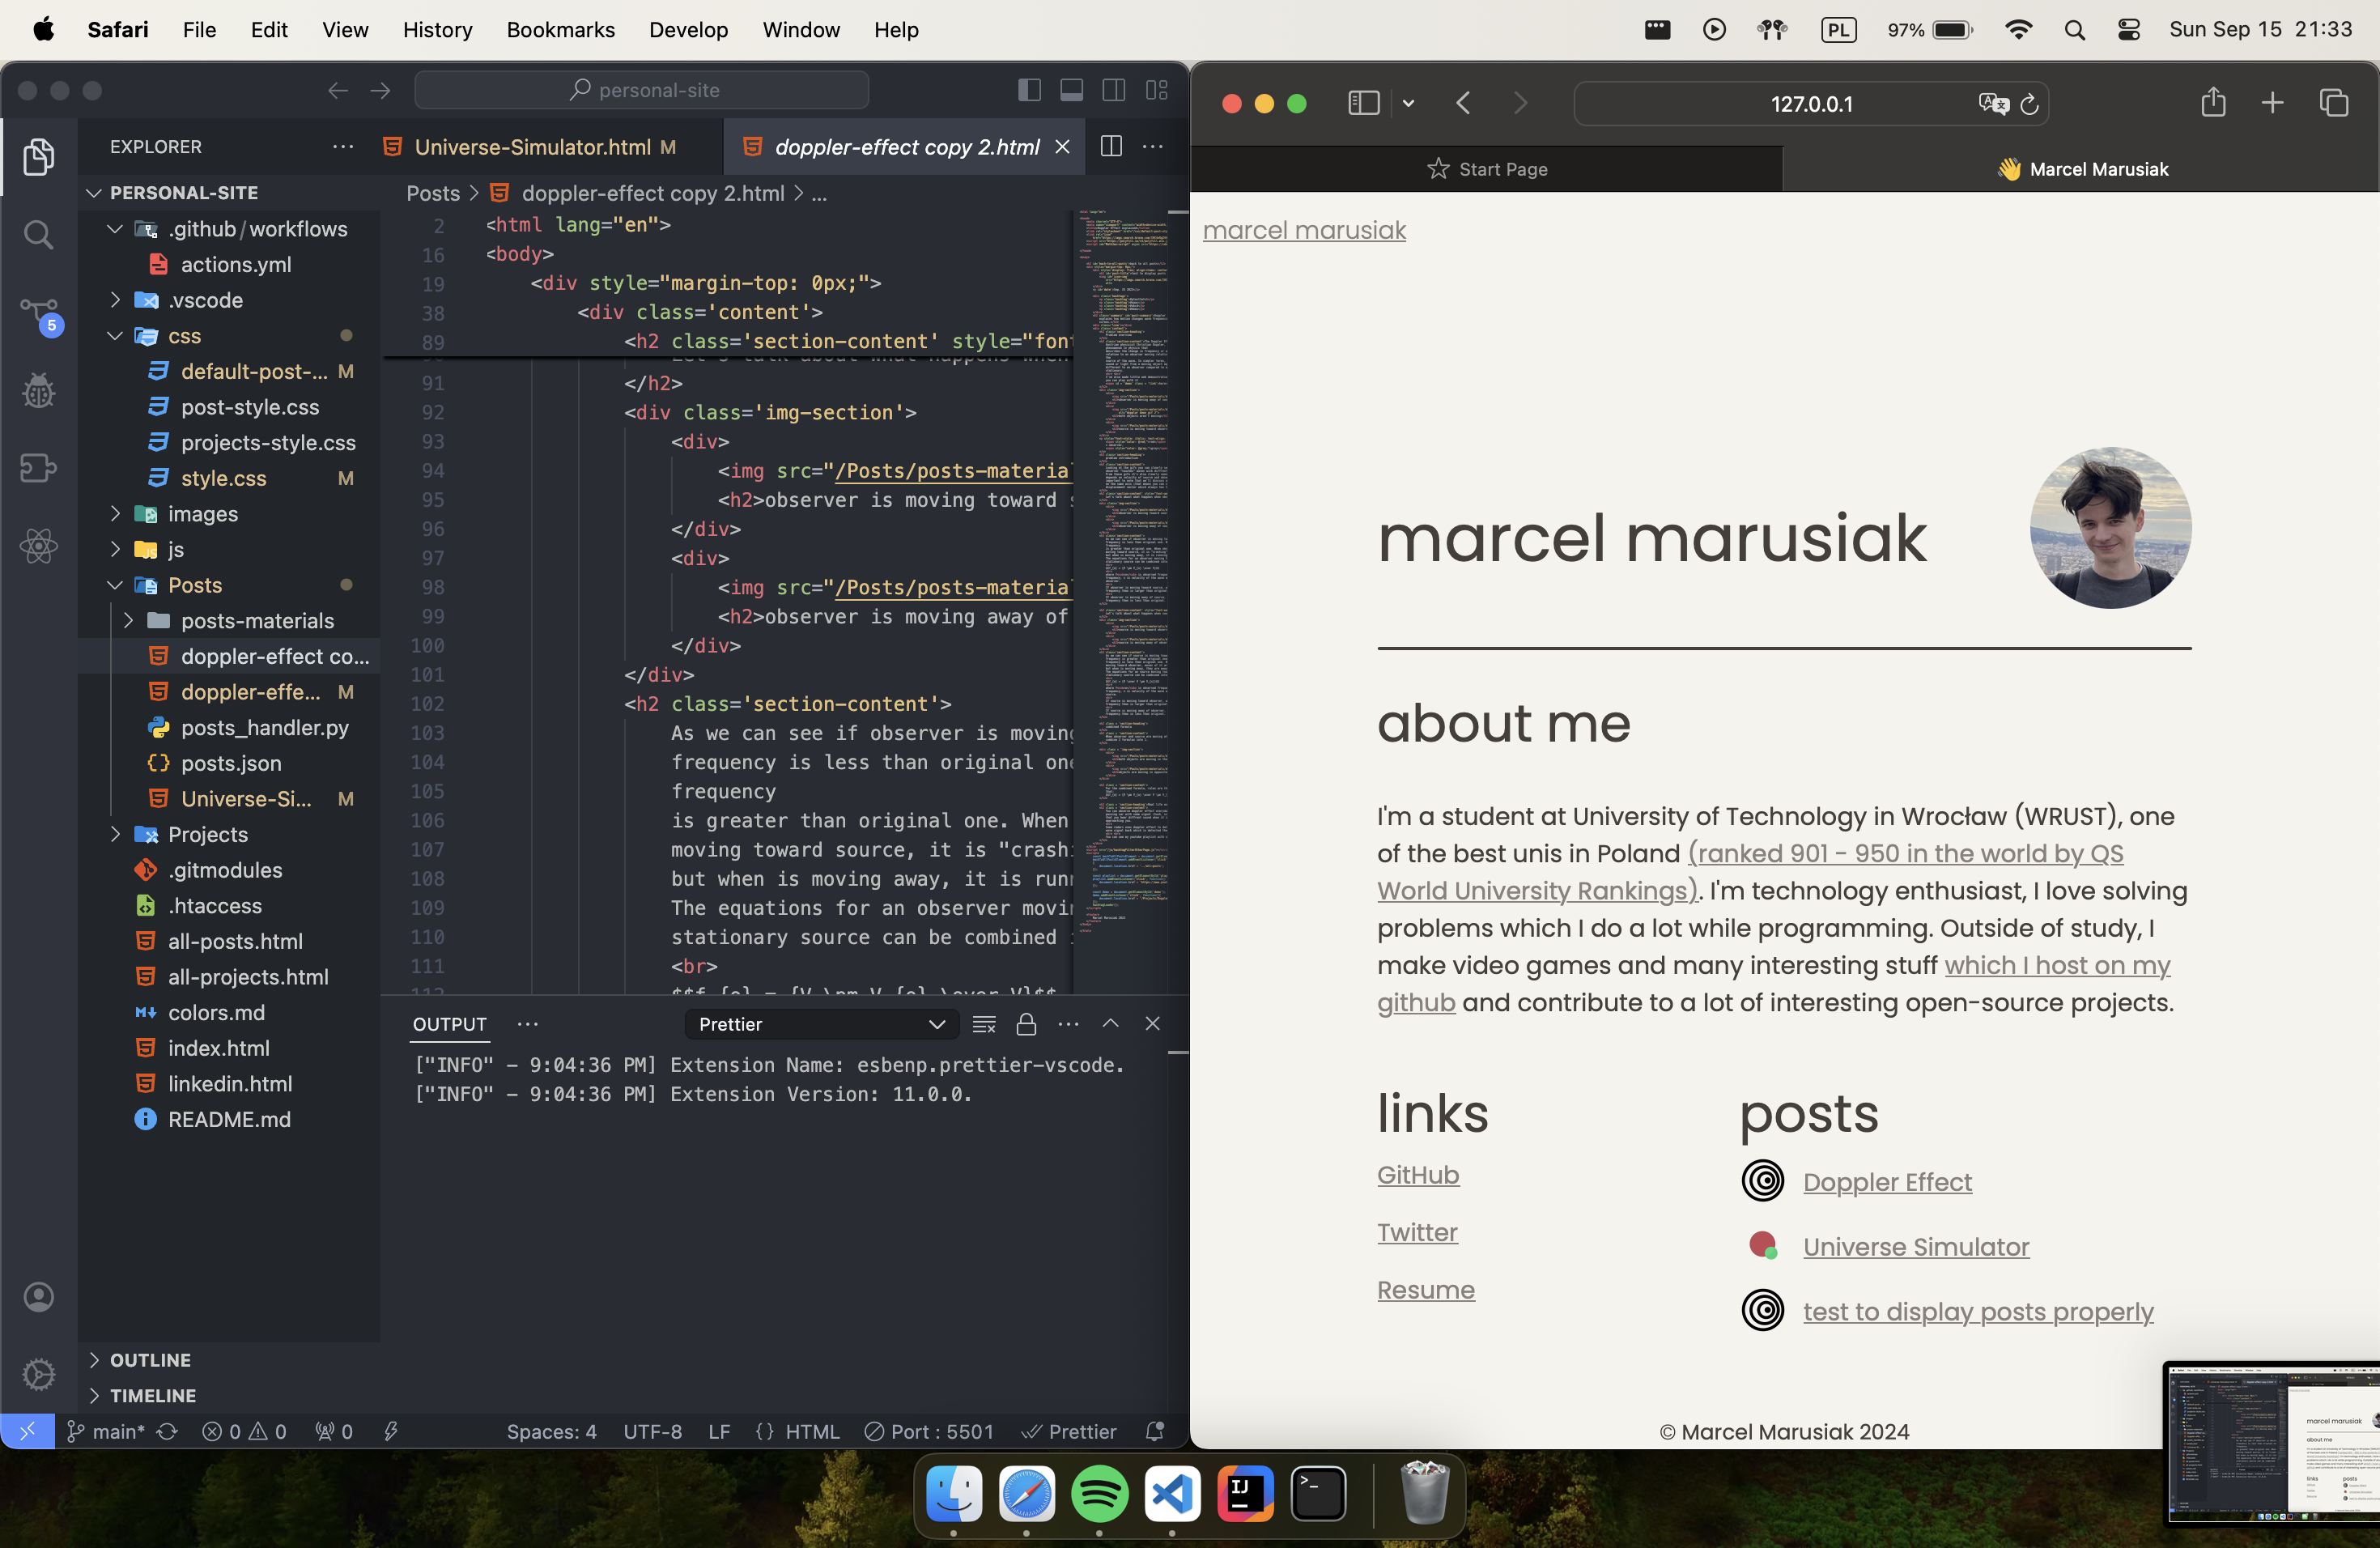 Safari File Edit View History Bookmarks Develop Window Help PL 97% Sun Sep 15 21:33
personal-site
EXPLORER
PERSONAL-SITE
.github/workflows
actions.yml
.vscode
css
default-post-... M
post-style.css
projects-style.css
style.css M
images
js
Posts
posts-materials
doppler-effect co...
doppler-effe... M
posts_handler.py
posts.json
Universe-Si... M
Projects
.gitmodules
.htaccess
all-posts.html
all-projects.html
colors.md
index.html
linkedin.html
README.md
OUTLINE
TIMELINE
5
Universe-Simulator.html M
doppler-effect copy 2.html
Posts > doppler-effect copy 2.html > ...
2 <html lang="en">
16 <body>
19 <div style="margin-top: 0px;">
38 <div class='content'>
89 <h2 class='section-content' style="font
91 </h2>
92 <div class='img-section'>
93 <div>
94 <img src="/Posts/posts-material
95 <h2>observer is moving toward s
96 </div>
97 <div>
98 <img src="/Posts/posts-material
99 <h2>observer is moving away of
100 </div>
101 </div>
102 <h2 class='section-content'>
103 As we can see if observer is moving
104 frequency is less than original one
105 frequency
106 is greater than original one. When
107 moving toward source, it is "crashi
108 but when is moving away, it is runn
109 The equations for an observer movin
110 stationary source can be combined i
111 <br>
OUTPUT ... Prettier
["INFO" - 9:04:36 PM] Extension Name: esbenp.prettier-vscode.
["INFO" - 9:04:36 PM] Extension Version: 11.0.0.
main* 0 0 0 Spaces: 4 UTF-8 LF {} HTML Port : 5501 Prettier
127.0.0.1
Start Page
👋 Marcel Marusiak
marcel marusiak
marcel marusiak
about me
I'm a student at University of Technology in Wrocław (WRUST), one
of the best unis in Poland (ranked 901 - 950 in the world by QS
World University Rankings). I'm technology enthusiast, I love solving
problems which I do a lot while programming. Outside of study, I
make video games and many interesting stuff which I host on my
github and contribute to a lot of interesting open-source projects.
links
GitHub
Twitter
Resume
posts
Doppler Effect
Universe Simulator
test to display posts properly
© Marcel Marusiak 2024
IJ